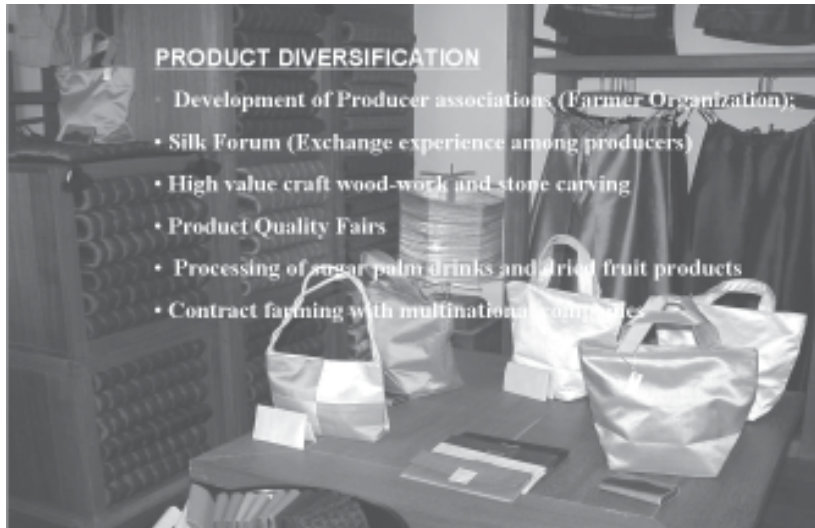 PRODUCT DIVERSIFICATION
• Development of Producer associations (Farmer Organization);
• Silk Forum (Exchange experience among producers)
• High value craft wood-work and stone carving
• Product Quality Fairs
• Processing of sugar palm drinks and dried fruit products
• Contract farming with multinational companies